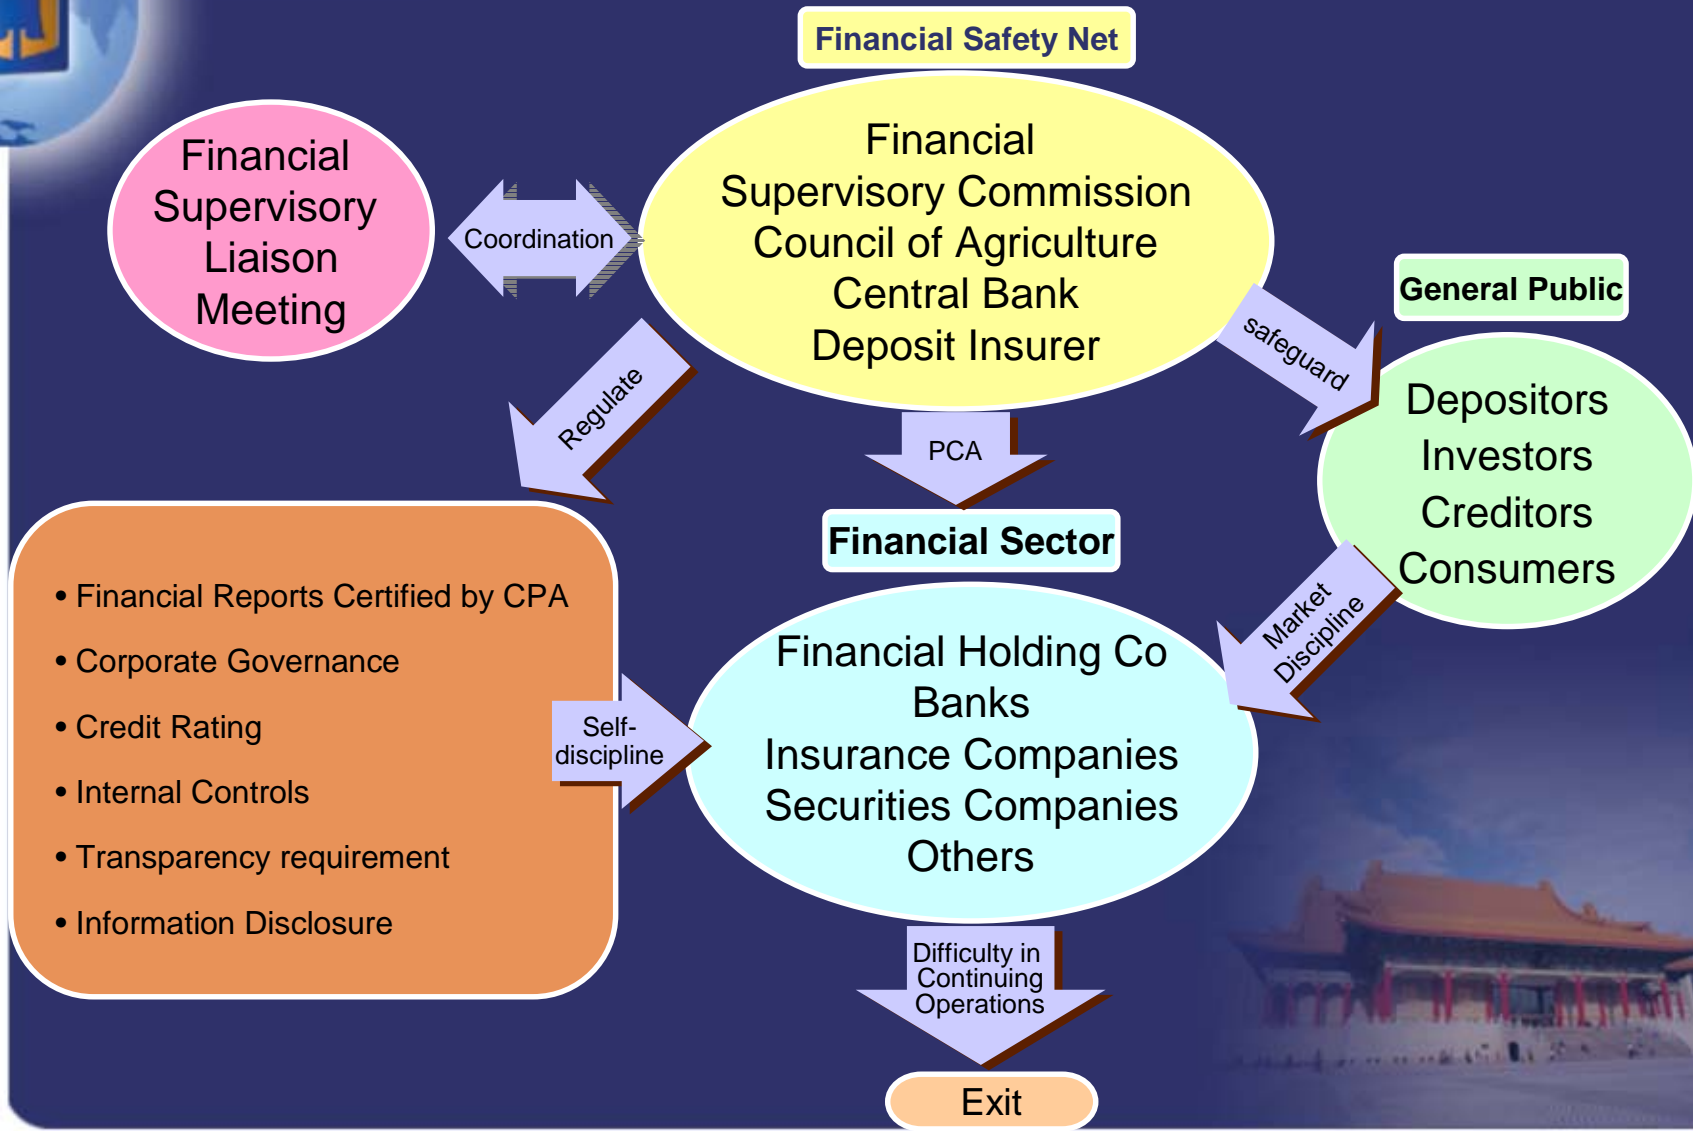 Financial Safety Net
Financial
Supervisory Commission
Council of Agriculture
Central Bank
Deposit Insurer
Financial
Supervisory
Liaison
Meeting
Coordination
General Public
safeguard
Depositors
Investors
Creditors
Consumers
Regulate
PCA
Market
Discipline
Financial Sector
• Financial Reports Certified by CPA
• Corporate Governance
• Credit Rating
• Internal Controls
• Transparency requirement
• Information Disclosure
Self-
discipline
Financial Holding Co
Banks
Insurance Companies
Securities Companies
Others
Difficulty in
Continuing
Operations
Exit